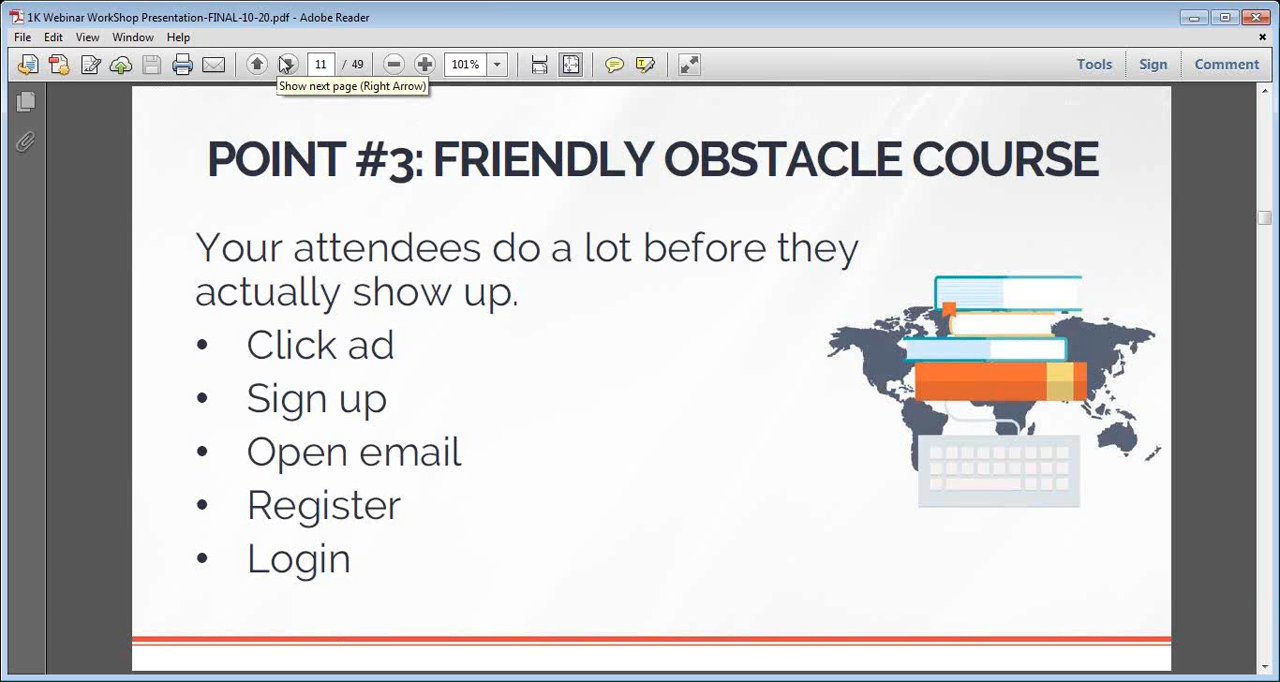 1K Webinar WorkShop Presentation-FINAL-10-20.pdf - Adobe Reader
File Edit View Window Help
11 / 49 101% Tools Sign Comment
Show next page (Right Arrow)
POINT #3: FRIENDLY OBSTACLE COURSE
Your attendees do a lot before they
actually show up.
• Click ad
• Sign up
• Open email
• Register
• Login